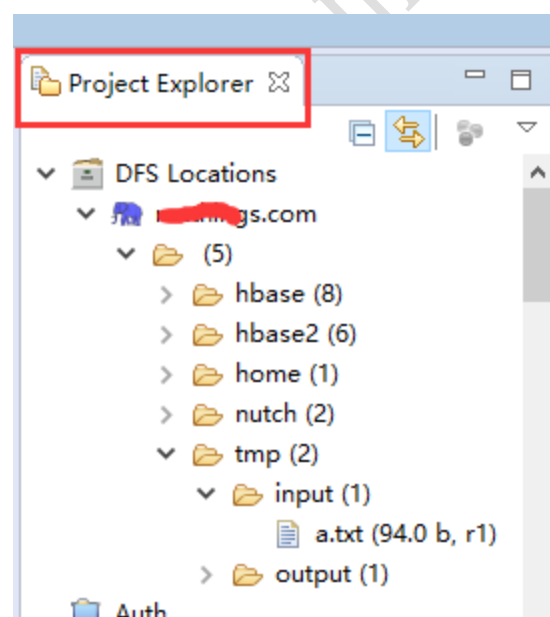 Project Explorer
DFS Locations
gs.com
(5)
hbase (8)
hbase2 (6)
home (1)
nutch (2)
tmp (2)
input (1)
a.txt (94.0 b, r1)
output (1)
Auth